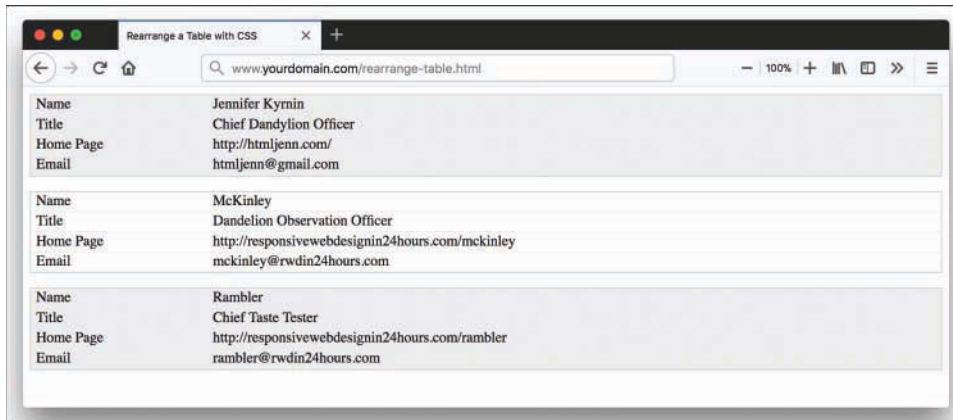 Rearrange a Table with CSS
www.yourdomain.com/rearrange-table.html
100%
Name Jennifer Kyrnin
Title Chief Dandylion Officer
Home Page http://htmljenn.com/
Email htmljenn@gmail.com
Name McKinley
Title Dandelion Observation Officer
Home Page http://responsivewebdesignin24hours.com/mckinley
Email mckinley@rwdin24hours.com
Name Rambler
Title Chief Taste Tester
Home Page http://responsivewebdesignin24hours.com/rambler
Email rambler@rwdin24hours.com